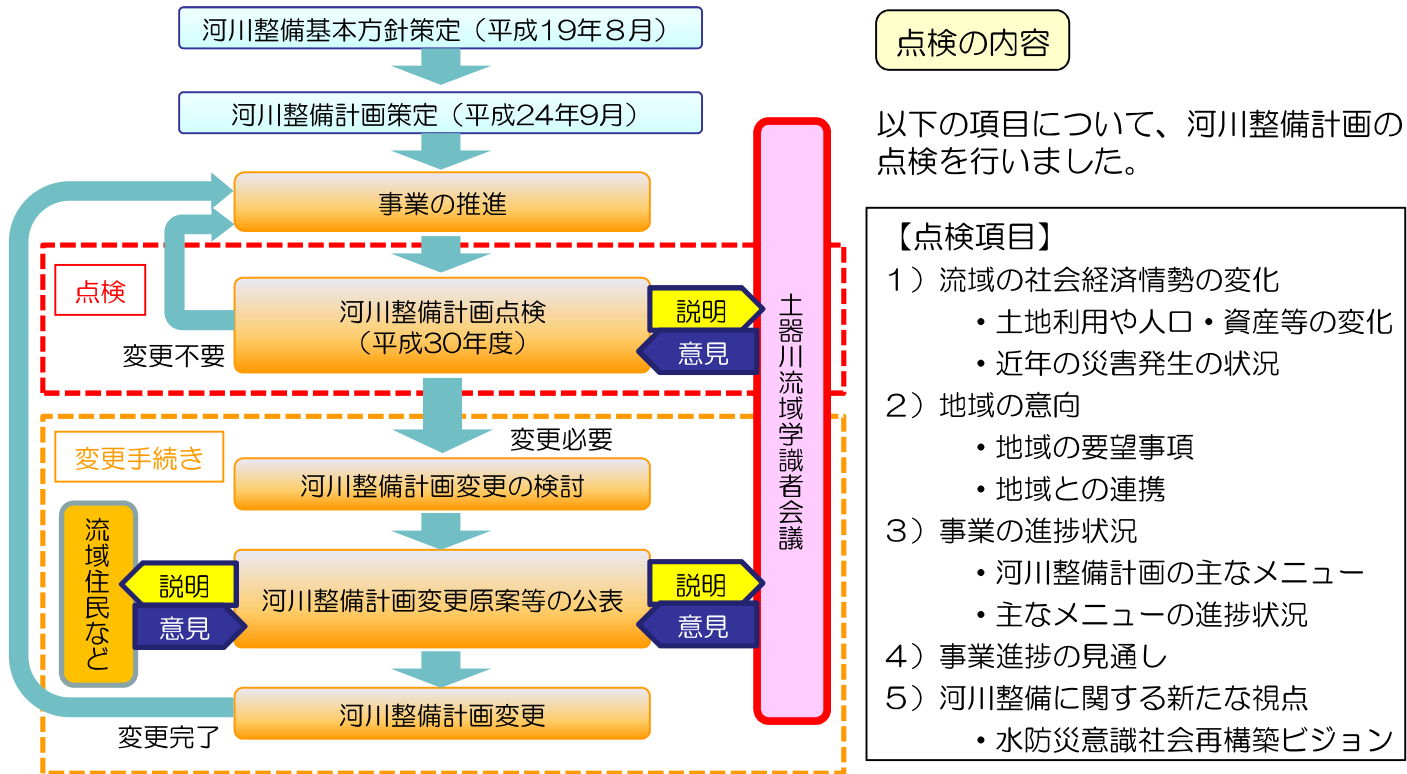 河川整備基本方針策定（平成19年８月）
河川整備計画策定（平成24年9月）
事業の推進
点検
河川整備計画点検
（平成30年度）
説明
意見
変更不要
変更必要
変更手続き
河川整備計画変更の検討
流域住民など
説明
意見
河川整備計画変更原案等の公表
説明
意見
河川整備計画変更
変更完了
土器川流域学識者会議
点検の内容
以下の項目について、河川整備計画の
点検を行いました。
【点検項目】
１）流域の社会経済情勢の変化
・土地利用や人口・資産等の変化
・近年の災害発生の状況
２）地域の意向
・地域の要望事項
・地域との連携
３）事業の進捗状況
・河川整備計画の主なメニュー
・主なメニューの進捗状況
４）事業進捗の見通し
５）河川整備に関する新たな視点
・水防災意識社会再構築ビジョン